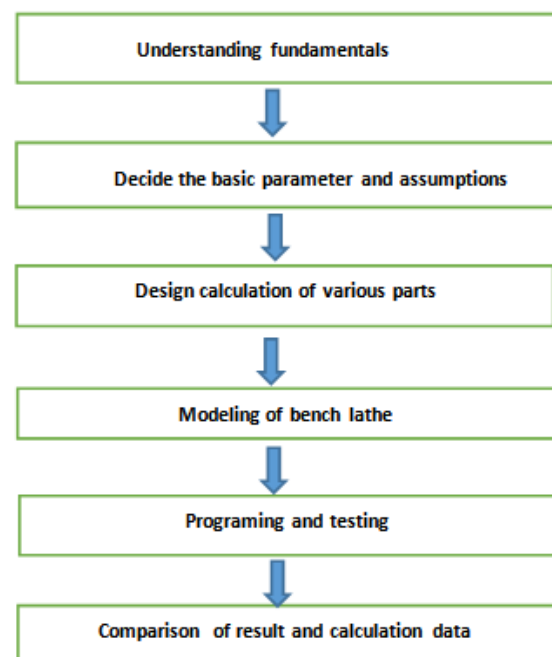 Understanding fundamentals
Decide the basic parameter and assumptions
Design calculation of various parts
Modeling of bench lathe
Programing and testing
Comparison of result and calculation data